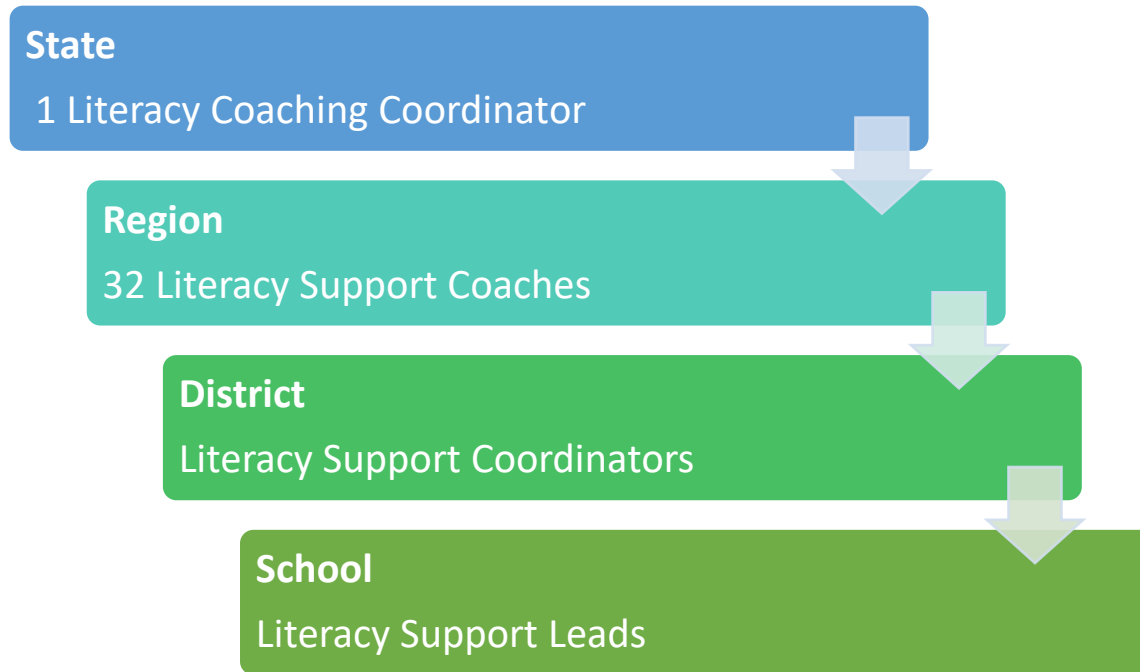 State
1 Literacy Coaching Coordinator
Region
32 Literacy Support Coaches
District
Literacy Support Coordinators
School
Literacy Support Leads